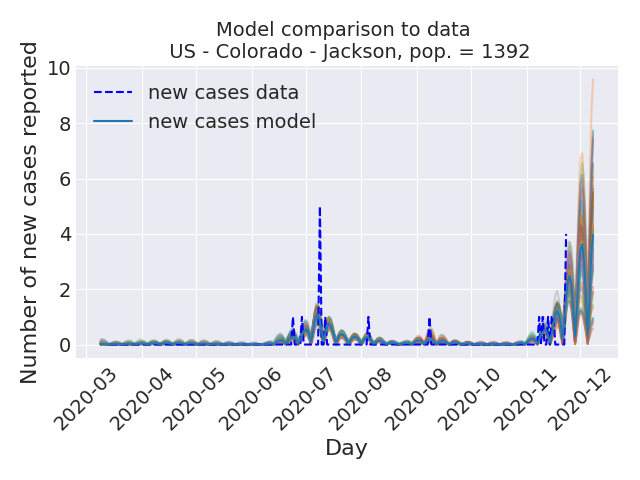 Model comparison to data
US - Colorado - Jackson, pop. = 1392
Number of new cases reported
10
8
6
4
2
0
new cases data
new cases model
2020-03
2020-04
2020-05
2020-06
2020-07
2020-08
2020-09
2020-10
2020-11
2020-12
Day